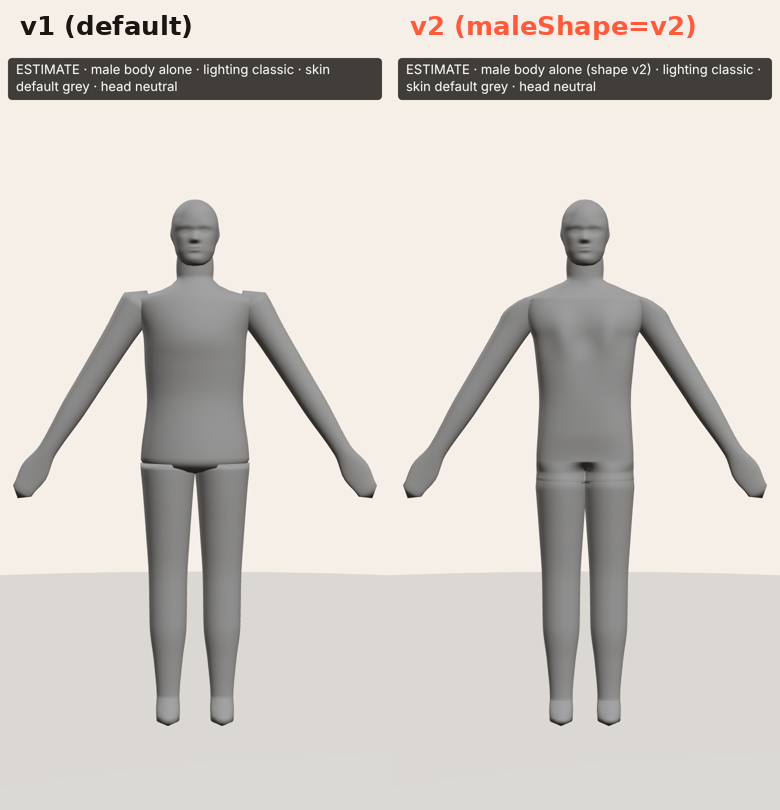 v1 (default)
ESTIMATE · male body alone · lighting classic · skin
default grey · head neutral
v2 (maleShape=v2)
ESTIMATE · male body alone (shape v2) · lighting classic ·
skin default grey · head neutral